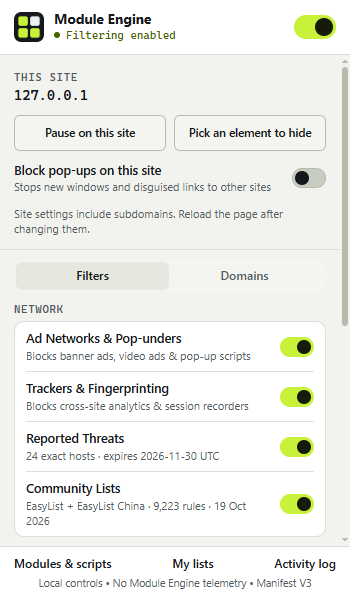 Module Engine
Filtering enabled
THIS SITE
127.0.0.1
Pause on this site
Pick an element to hide
Block pop-ups on this site
Stops new windows and disguised links to other sites
Site settings include subdomains. Reload the page after
changing them.
Filters
Domains
NETWORK
Ad Networks & Pop-unders
Blocks banner ads, video ads & pop-up scripts
Trackers & Fingerprinting
Blocks cross-site analytics & session recorders
Reported Threats
24 exact hosts · expires 2026-11-30 UTC
Community Lists
EasyList + EasyList China · 9,223 rules · 19 Oct
2026
Modules & scripts
My lists
Activity log
Local controls • No Module Engine telemetry • Manifest V3